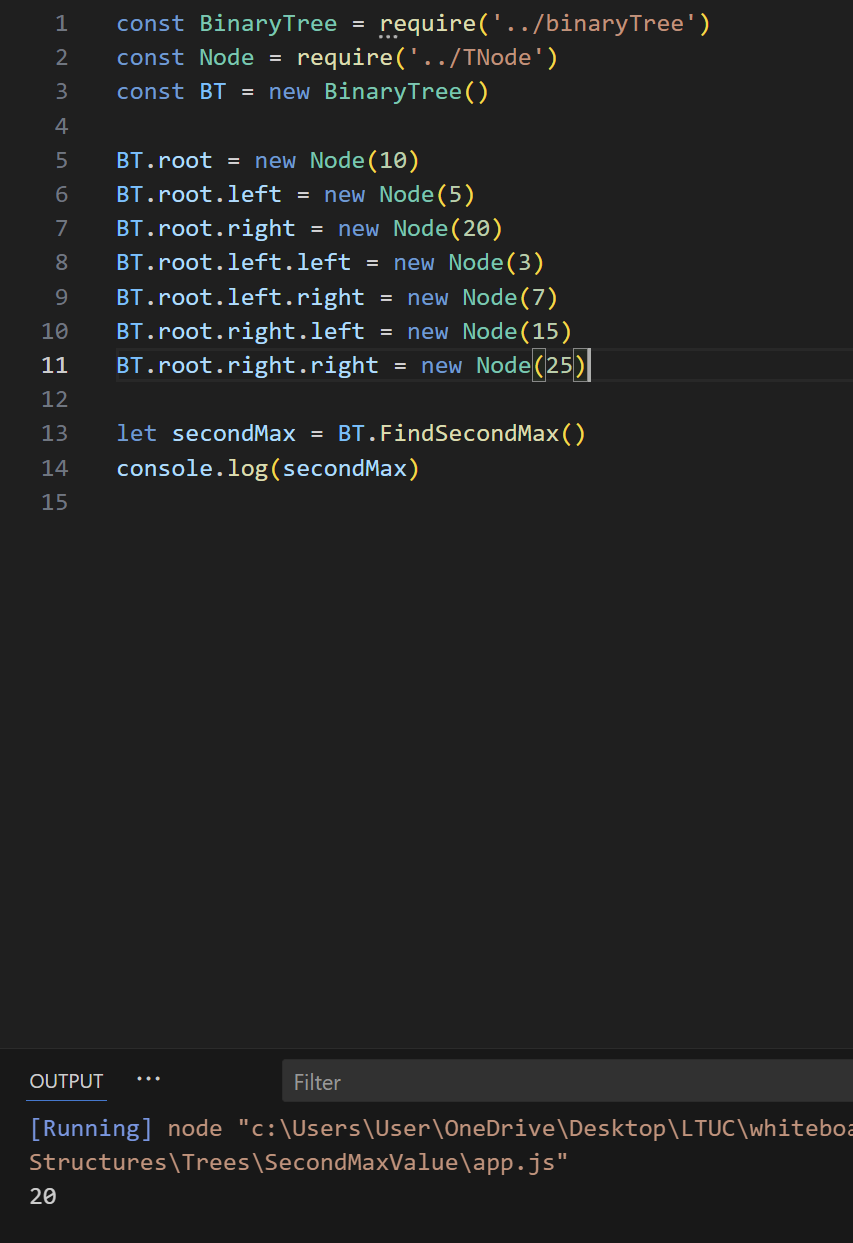 1 const BinaryTree = require('../binaryTree')
2 const Node = require('../TNode')
3 const BT = new BinaryTree()
4
5 BT.root = new Node(10)
6 BT.root.left = new Node(5)
7 BT.root.right = new Node(20)
8 BT.root.left.left = new Node(3)
9 BT.root.left.right = new Node(7)
10 BT.root.right.left = new Node(15)
11 BT.root.right.right = new Node(25)
12
13 let secondMax = BT.FindSecondMax()
14 console.log(secondMax)
15
OUTPUT ··· Filter
[Running] node "c:\Users\User\OneDrive\Desktop\LTUC\whiteboa
Structures\Trees\SecondMaxValue\app.js"
20